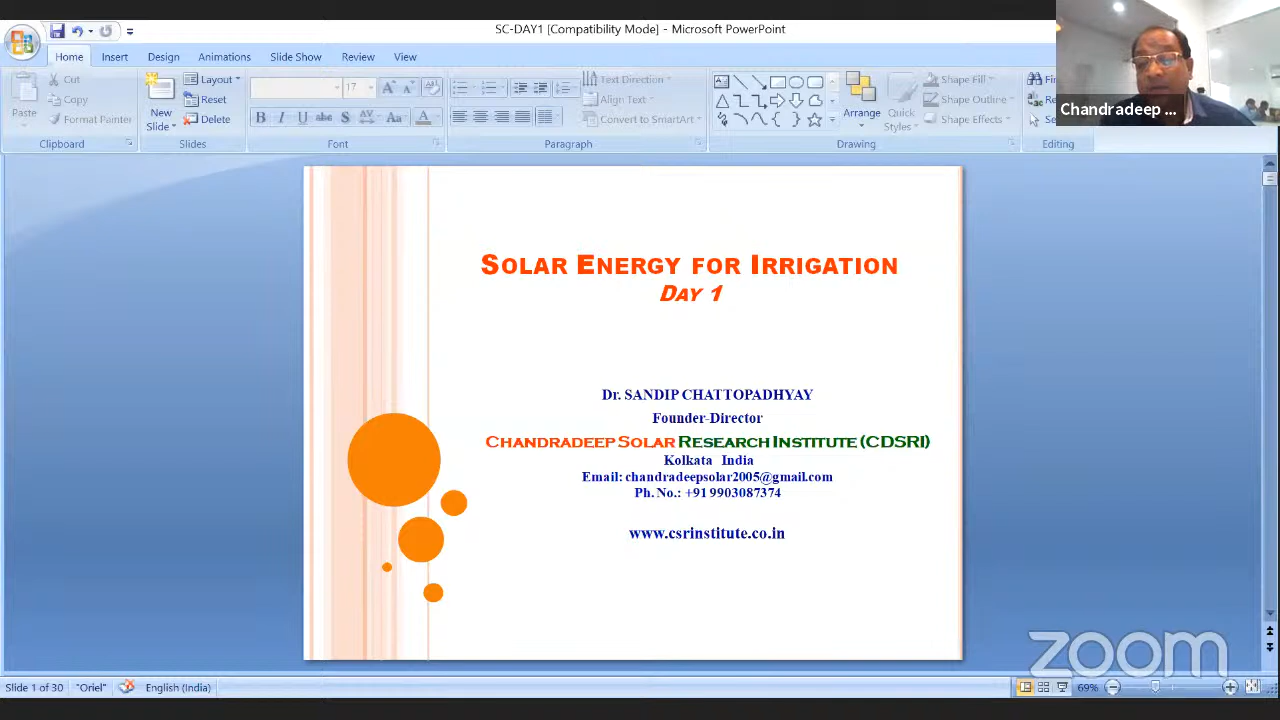 SC-DAY1 [Compatibility Mode] - Microsoft PowerPoint
Home Insert Design Animations Slide Show Review View
Paste
Cut
Copy
Format Painter
Clipboard
New Slide
Layout
Reset
Delete
Slides
17
Font
Text Direction
Align Text
Convert to SmartArt
Paragraph
Arrange
Quick Styles
Shape Fill
Shape Outline
Shape Effects
Drawing
Editing
Chandradeep ...
SOLAR ENERGY FOR IRRIGATION
DAY 1
Dr. SANDIP CHATTOPADHYAY
Founder-Director
CHANDRADEEP SOLAR RESEARCH INSTITUTE (CDSRI)
Kolkata India
Email: chandradeepsolar2005@gmail.com
Ph. No.: +91 9903087374
www.csrinstitute.co.in
zoom
Slide 1 of 30 "Oriel" English (India) 69%